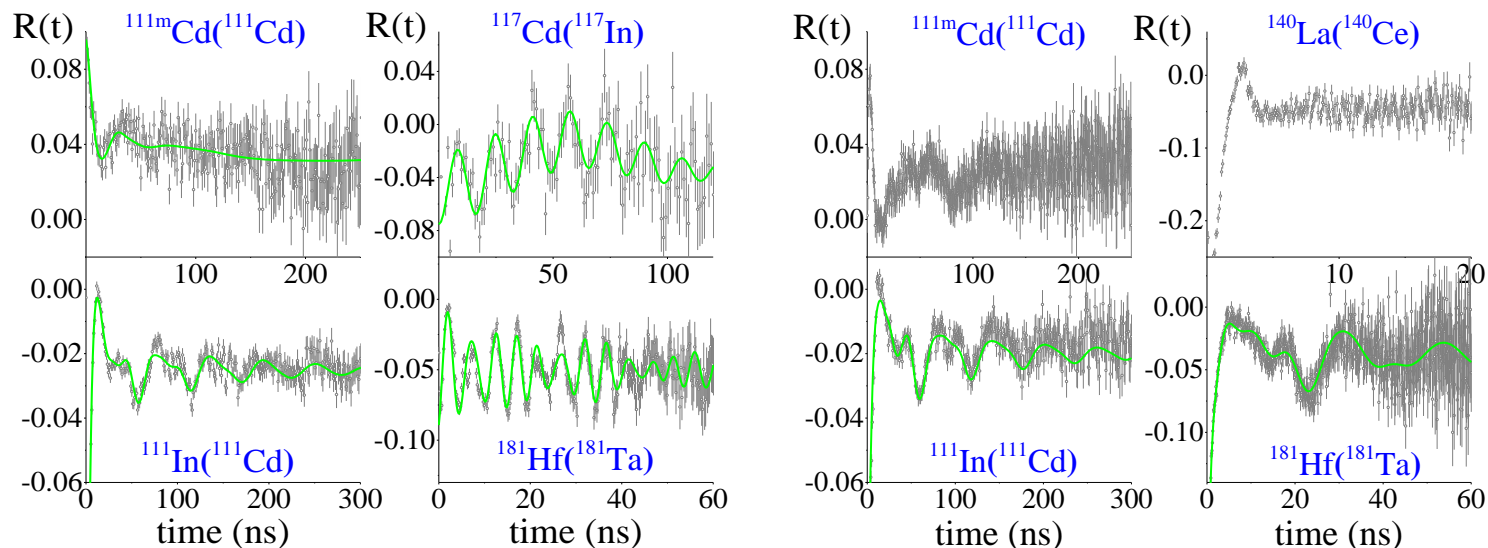 R(t) ¹¹¹ᵐCd(¹¹¹Cd) R(t) ¹¹⁷Cd(¹¹⁷In) R(t) ¹¹¹ᵐCd(¹¹¹Cd) R(t) ¹⁴⁰La(¹⁴⁰Ce)
0.08 0.04 0.08 0.0
0.04 0.00 0.04 -0.1
0.00 -0.04 0.00 -0.2
-0.08
100 200 50 100 100 200 10 20
0.00 0.00 0.00 0.00
-0.02 -0.05 -0.02 -0.05
-0.04 -0.10 -0.04 -0.10
-0.06 -0.06
¹¹¹In(¹¹¹Cd) ¹⁸¹Hf(¹⁸¹Ta) ¹¹¹In(¹¹¹Cd) ¹⁸¹Hf(¹⁸¹Ta)
0 100 200 300 0 20 40 60 0 100 200 300 0 20 40 60
time (ns) time (ns) time (ns) time (ns)